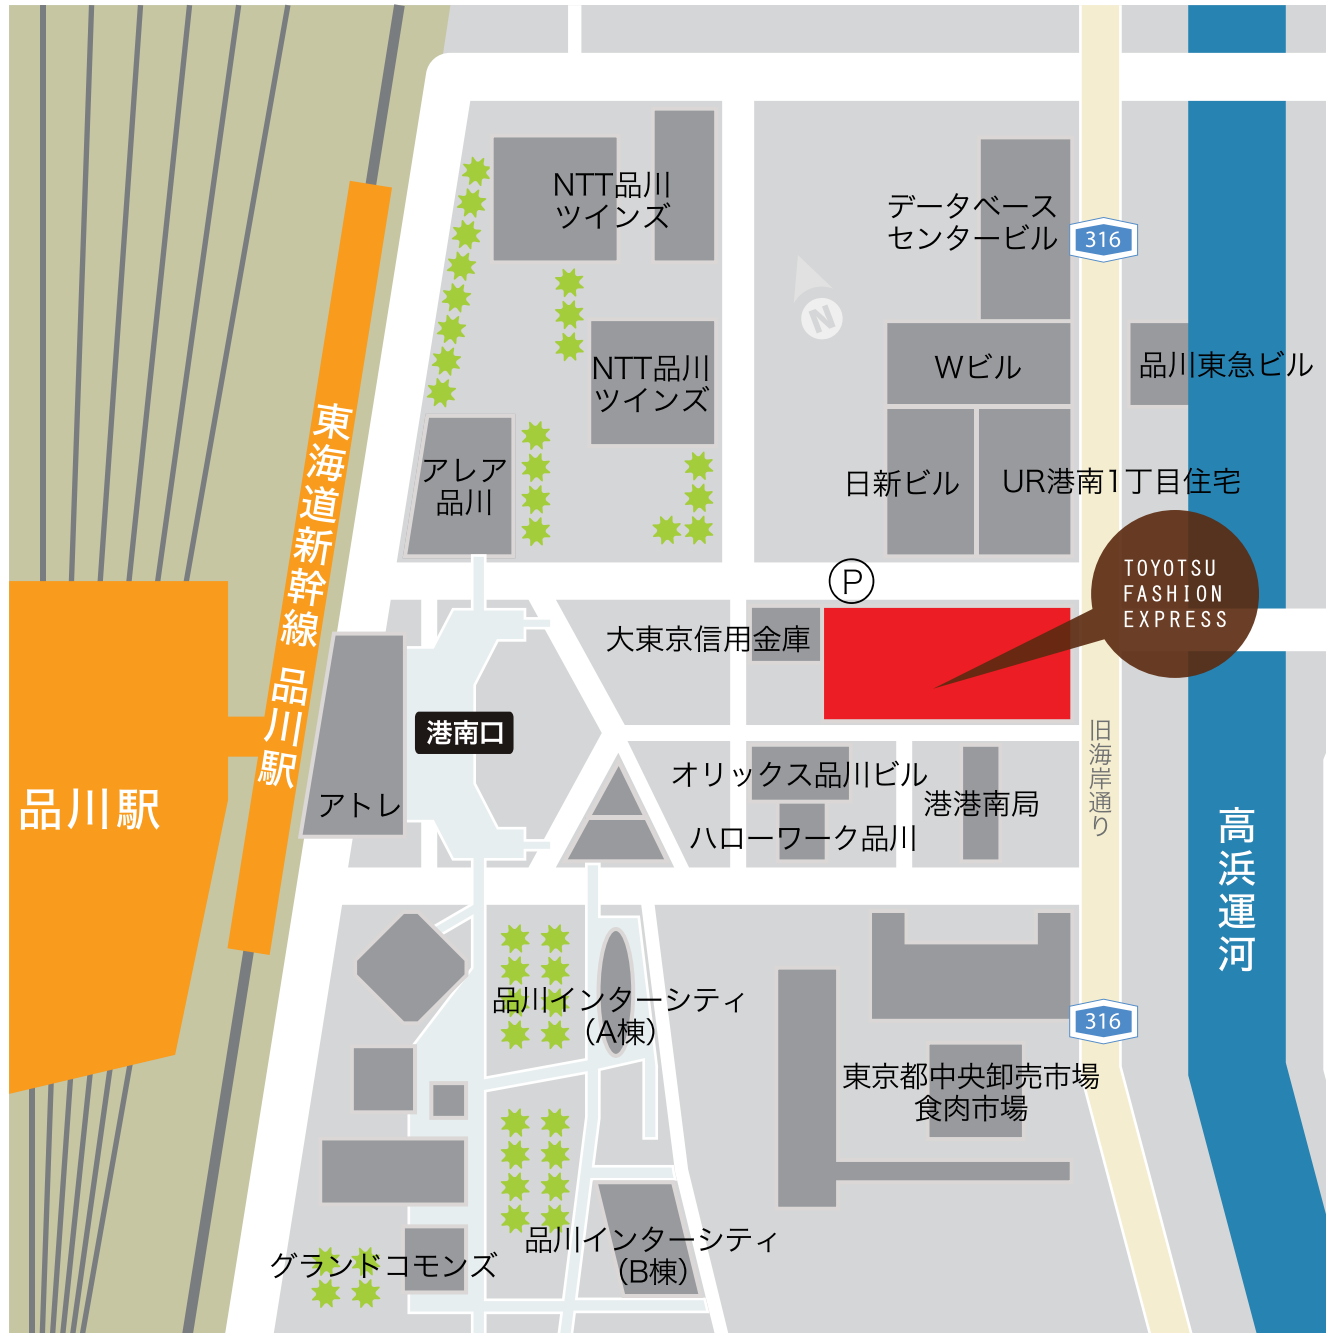 NTT品川
ツインズ
データベース
センタービル
316
N
NTT品川
ツインズ
Wビル
品川東急ビル
アレア
品川
日新ビル
UR港南1丁目住宅
東海道新幹線 品川駅
P
TOYOTSU
FASHION
EXPRESS
大東京信用金庫
港南口
旧海岸通り
オリックス品川ビル
港港南局
アトレ
品川駅
ハローワーク品川
高浜運河
品川インターシティ
（A棟）
316
東京都中央卸売市場
食肉市場
品川インターシティ
（B棟）
グランドコモンズ